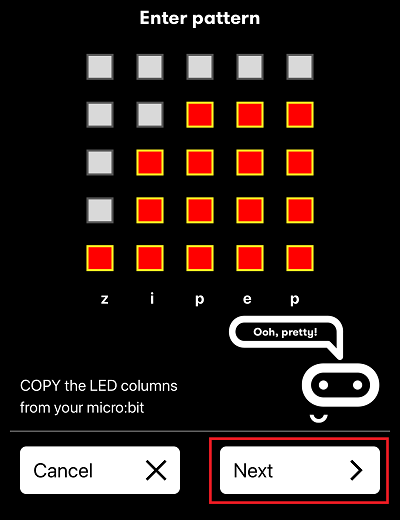 Enter pattern
z i p e p
Ooh, pretty!
COPY the LED columns
from your micro:bit
Cancel
Next